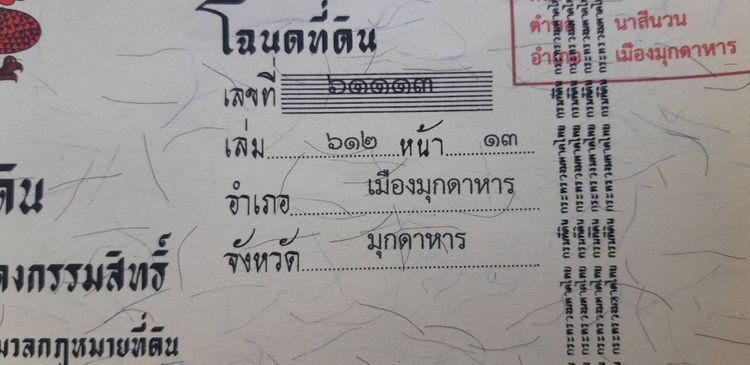 โฉนดที่ดิน
เลขที่ ๖๑๑๑๓
เล่ม ๖๑๒ หน้า ๑๓
อำเภอ เมืองมุกดาหาร
จังหวัด มุกดาหาร
ตำบล นาสีนวน
อำเภอ เมืองมุกดาหาร
ดิน
งกรรมสิทธิ์
มวลกฎหมายที่ดิน